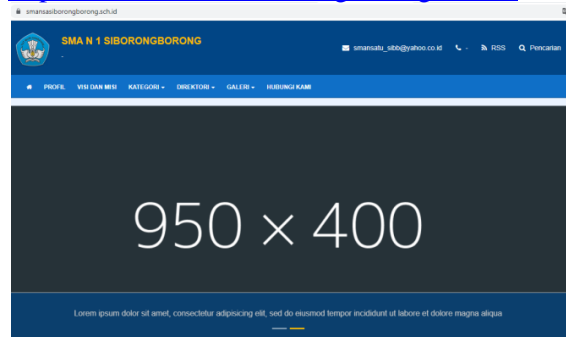 smansasiborongborong.sch.id
SMA N 1 SIBORONGBORONG
-
smansatu_sibb@yahoo.co.id - RSS Pencarian
PROFIL VISI DAN MISI KATEGORI DIREKTORI GALERI HUBUNGI KAMI
950 × 400
Lorem ipsum dolor sit amet, consectetur adipisicing elit, sed do eiusmod tempor incididunt ut labore et dolore magna aliqua